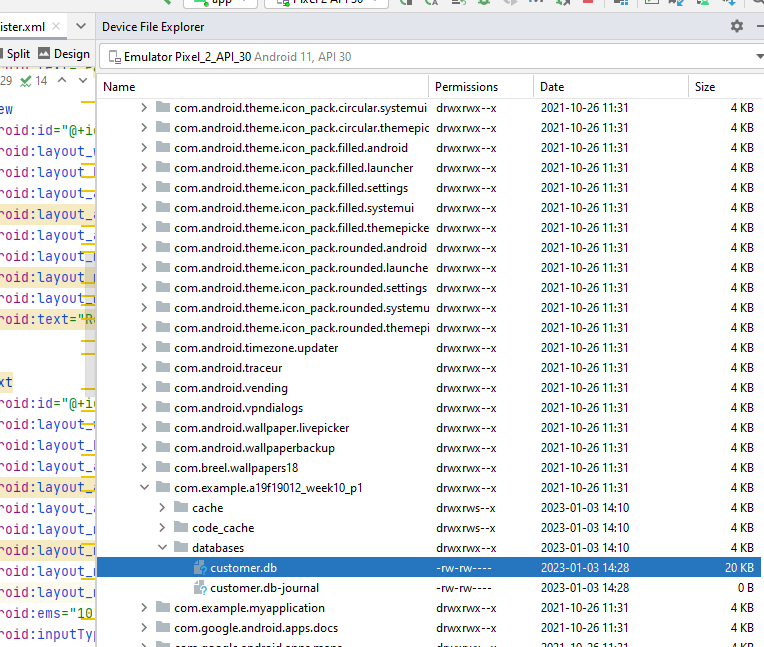 app Pixel 2 API 30
ister.xml Device File Explorer
Split Design Emulator Pixel_2_API_30 Android 11, API 30
29 14
Name Permissions Date Size
com.android.theme.icon_pack.circular.systemui drwxrwx--x 2021-10-26 11:31 4 KB
com.android.theme.icon_pack.circular.themepic drwxrwx--x 2021-10-26 11:31 4 KB
com.android.theme.icon_pack.filled.android drwxrwx--x 2021-10-26 11:31 4 KB
com.android.theme.icon_pack.filled.launcher drwxrwx--x 2021-10-26 11:31 4 KB
com.android.theme.icon_pack.filled.settings drwxrwx--x 2021-10-26 11:31 4 KB
com.android.theme.icon_pack.filled.systemui drwxrwx--x 2021-10-26 11:31 4 KB
com.android.theme.icon_pack.filled.themepicke drwxrwx--x 2021-10-26 11:31 4 KB
com.android.theme.icon_pack.rounded.android drwxrwx--x 2021-10-26 11:31 4 KB
com.android.theme.icon_pack.rounded.launche drwxrwx--x 2021-10-26 11:31 4 KB
com.android.theme.icon_pack.rounded.settings drwxrwx--x 2021-10-26 11:31 4 KB
com.android.theme.icon_pack.rounded.systemu drwxrwx--x 2021-10-26 11:31 4 KB
com.android.theme.icon_pack.rounded.themepi drwxrwx--x 2021-10-26 11:31 4 KB
com.android.timezone.updater drwxrwx--x 2021-10-26 11:31 4 KB
com.android.traceur drwxrwx--x 2021-10-26 11:31 4 KB
com.android.vending drwxrwx--x 2021-10-26 11:31 4 KB
com.android.vpndialogs drwxrwx--x 2021-10-26 11:31 4 KB
com.android.wallpaper.livepicker drwxrwx--x 2021-10-26 11:31 4 KB
com.android.wallpaperbackup drwxrwx--x 2021-10-26 11:31 4 KB
com.breel.wallpapers18 drwxrwx--x 2021-10-26 11:31 4 KB
com.example.a19f19012_week10_p1 drwxrwx--x 2021-10-26 11:31 4 KB
cache drwxrws--x 2023-01-03 14:10 4 KB
code_cache drwxrws--x 2023-01-03 14:10 4 KB
databases drwxrwx--x 2023-01-03 14:10 4 KB
customer.db -rw-rw---- 2023-01-03 14:28 20 KB
customer.db-journal -rw-rw---- 2023-01-03 14:28 0 B
com.example.myapplication drwxrwx--x 2021-10-26 11:31 4 KB
com.google.android.apps.docs drwxrwx--x 2021-10-26 11:31 4 KB
ew
roid:id="@+i
roid:layout_
roid:layout_
roid:layout_
roid:layout_
roid:layout_
roid:layout_
roid:layout_
roid:layout_
roid:text="R
xt
roid:id="@+i
roid:layout_
roid:layout_
roid:layout_
roid:layout_
roid:layout_
roid:layout_
roid:layout_
roid:layout_
roid:layout_
roid:ems="10
roid:inputTy